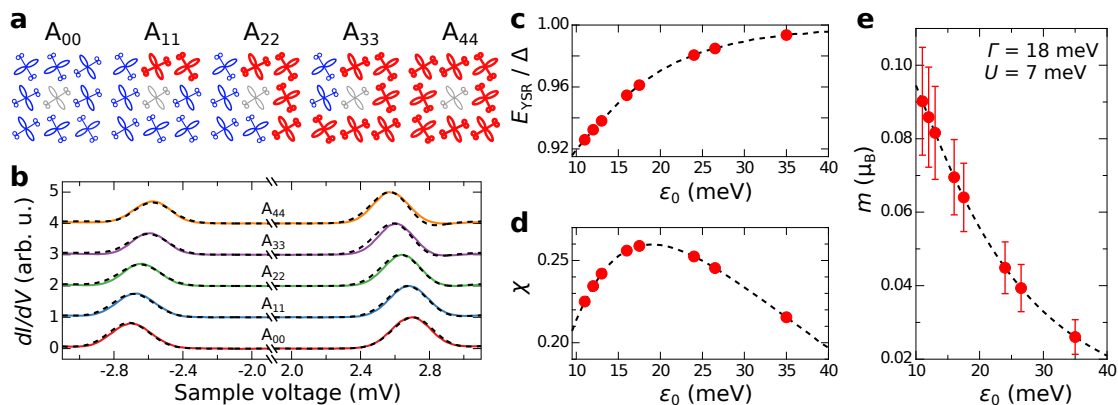 a
A₀₀ A₁₁ A₂₂ A₃₃ A₄₄
b
dI/dV (arb. u.)
5
4
3
2
1
0
A₄₄
A₃₃
A₂₂
A₁₁
A₀₀
-2.8 -2.4 -2.0 2.0 2.4 2.8
Sample voltage (mV)
c
E_YSR / Δ
1.00
0.96
0.92
10 15 20 25 30 35 40
ε₀ (meV)
d
χ
0.25
0.20
10 15 20 25 30 35 40
ε₀ (meV)
e
Γ = 18 meV
U = 7 meV
m (μ_B)
0.10
0.08
0.06
0.04
0.02
10 20 30 40
ε₀ (meV)